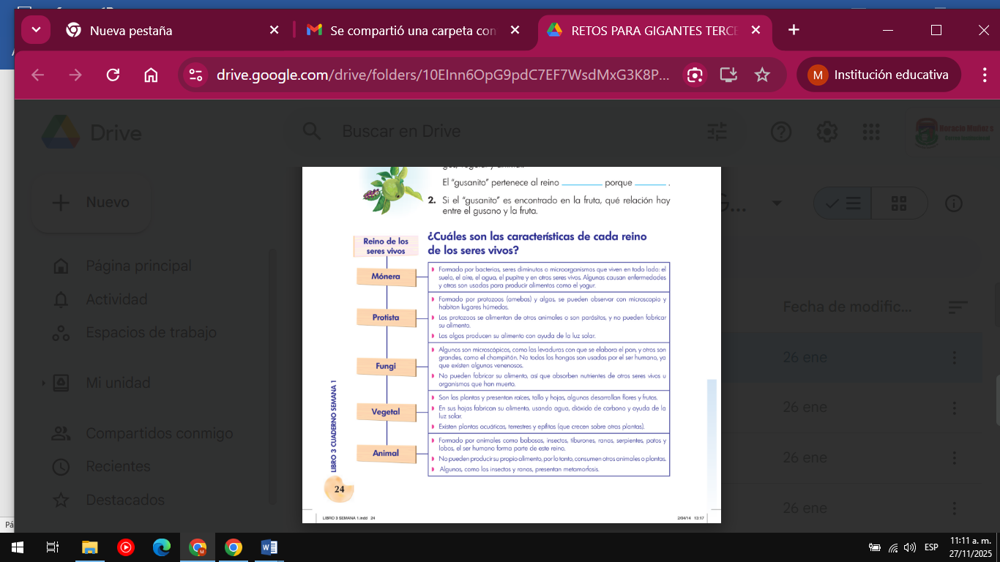 Nueva pestaña
Se compartió una carpeta con
RETOS PARA GIGANTES TERCE
drive.google.com/drive/folders/10EInn6OpG9pdC7EF7WsdMxG3K8P...
M
Institución educativa
Drive
Buscar en Drive
Nuevo
Página principal
Actividad
Espacios de trabajo
Mi unidad
Compartidos conmigo
Recientes
Destacados
Fecha de modific...
26 ene
26 ene
26 ene
26 ene
El “gusanito” pertenece al reino ________ porque ______ .
2. Si el “gusanito” es encontrado en la fruta, qué relación hay
entre el gusano y la fruta.
¿Cuáles son las características de cada reino
de los seres vivos?
Reino de los
seres vivos
Mónera
Formado por bacterias, seres diminutos o microorganismos que viven en todo lado: el
suelo, el aire, el agua, el pupitre y en otros seres vivos. Algunas causan enfermedades
y otras son usadas para producir alimentos como el yogur.
Protista
Formado por protozoos (amebas) y algas, se pueden observar con microscopio y
habitan lugares húmedos.
Los protozoos se alimentan de otros animales o son parásitos, y no pueden fabricar
su alimento.
Las algas producen su alimento con ayuda de la luz solar.
Fungi
Algunos son microscópicos, como las levaduras con que se elabora el pan, y otros son
grandes, como el champiñón. No todos los hongos son usados por el ser humano, ya
que existen algunos venenosos.
No pueden fabricar su alimento, así que absorben nutrientes de otros seres vivos u
organismos que han muerto.
Vegetal
Son las plantas y presentan raíces, tallo y hojas, algunas desarrollan flores y frutos.
En sus hojas fabrican su alimento, usando agua, dióxido de carbono y ayuda de la
luz solar.
Existen plantas acuáticas, terrestres y epífitas (que crecen sobre otras plantas).
Animal
Formado por animales como babosas, insectos, tiburones, ranas, serpientes, patos y
lobos, el ser humano forma parte de este reino.
No pueden producir su propio alimento, por lo tanto, consumen otros animales o plantas.
Algunos, como los insectos y ranas, presentan metamorfosis.
LIBRO 3 CUADERNO SEMANA 1
24
LIBRO 3 SEMANA 1.indd 24
2/04/14 13:17
ESP
11:11 a. m.
27/11/2025